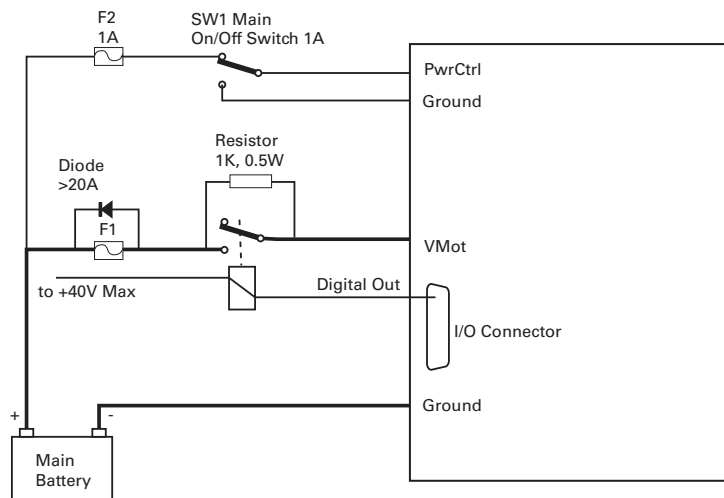 F2
1A
SW1 Main
On/Off Switch 1A
PwrCtrl
Ground
Resistor
1K, 0.5W
Diode
>20A
F1
VMot
to +40V Max
Digital Out
I/O Connector
Ground
+
-
Main
Battery